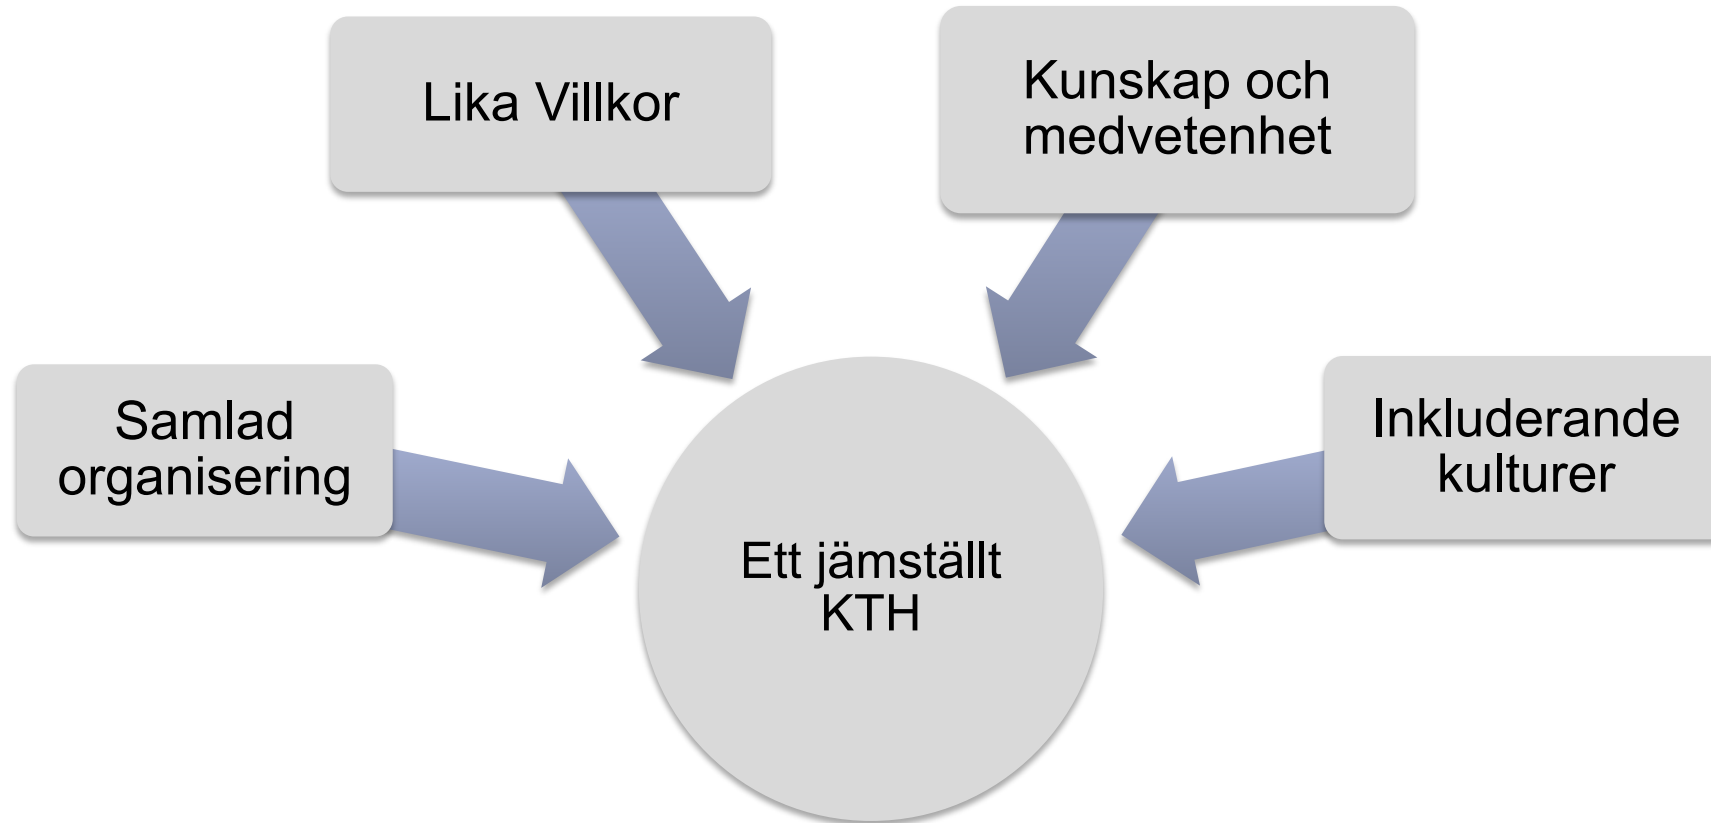 Lika Villkor
Kunskap och
medvetenhet
Samlad
organisering
Inkluderande
kulturer
Ett jämställt
KTH